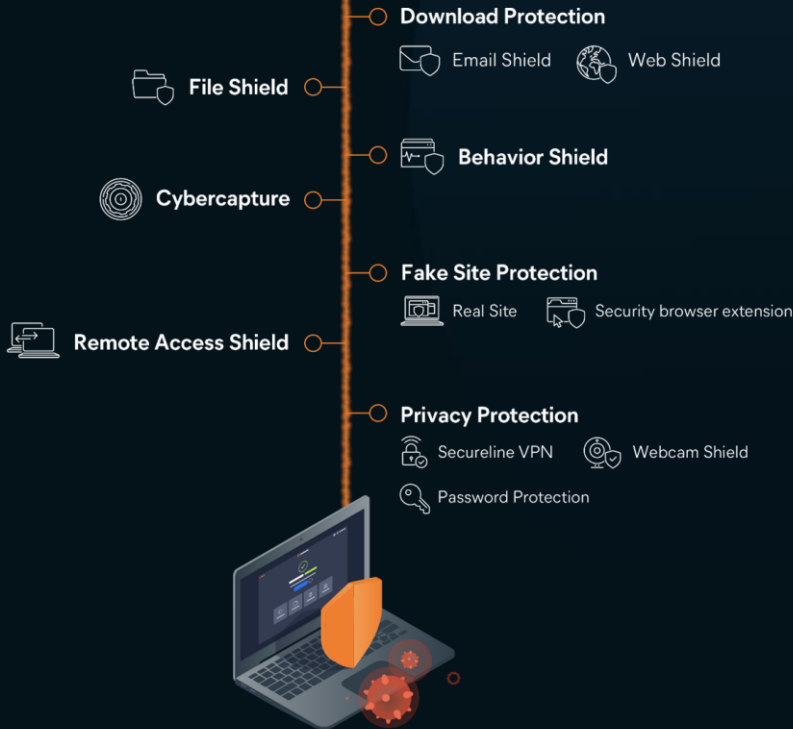 Download Protection
Email Shield
Web Shield
File Shield
Behavior Shield
Cybercapture
Fake Site Protection
Real Site
Security browser extension
Remote Access Shield
Privacy Protection
Secureline VPN
Webcam Shield
Password Protection